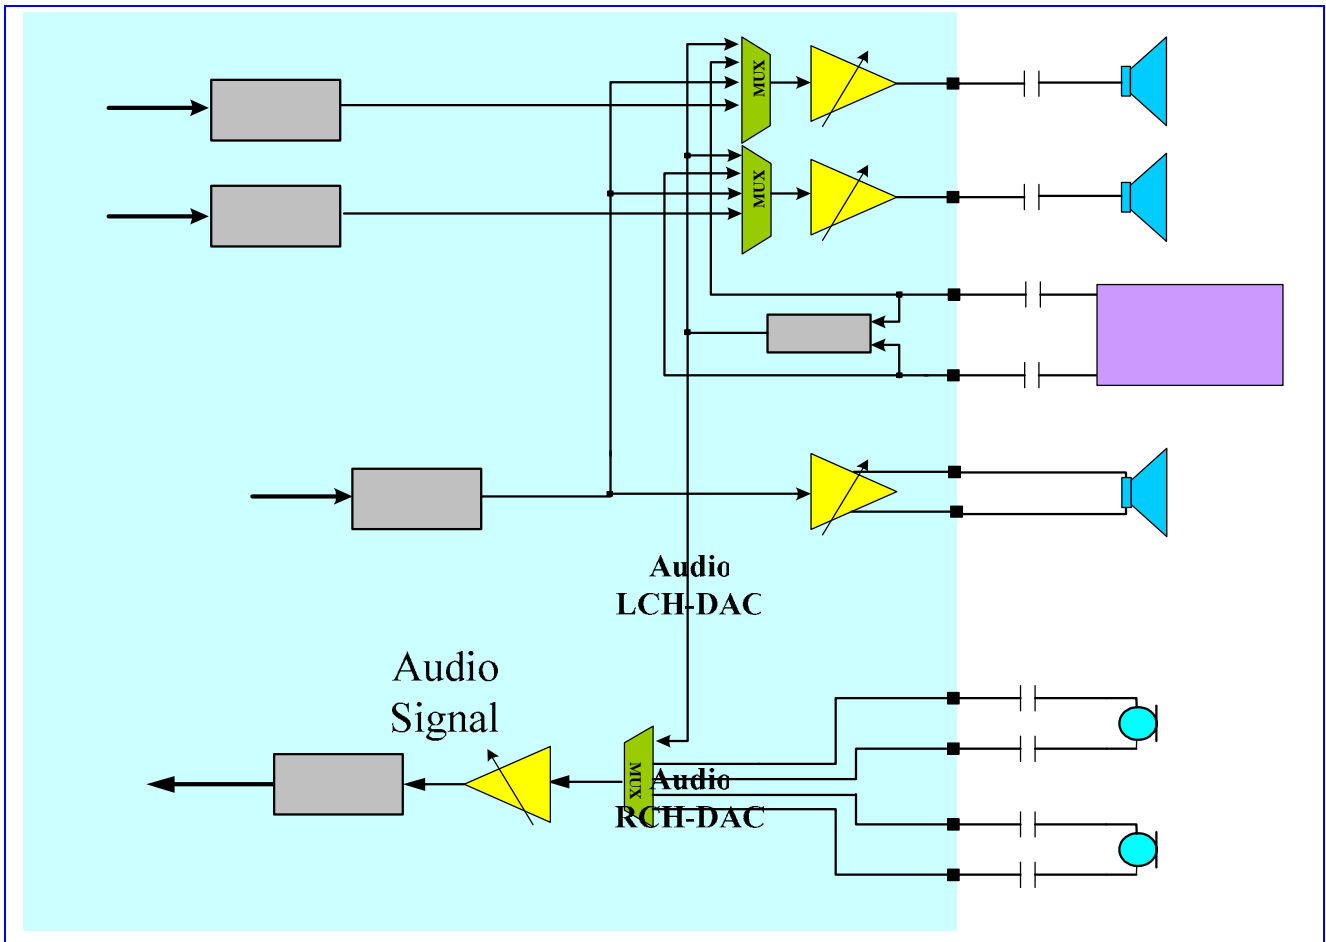 MUX
MUX
Audio
LCH-DAC
Audio
Signal
MUX
Audio
RCH-DAC